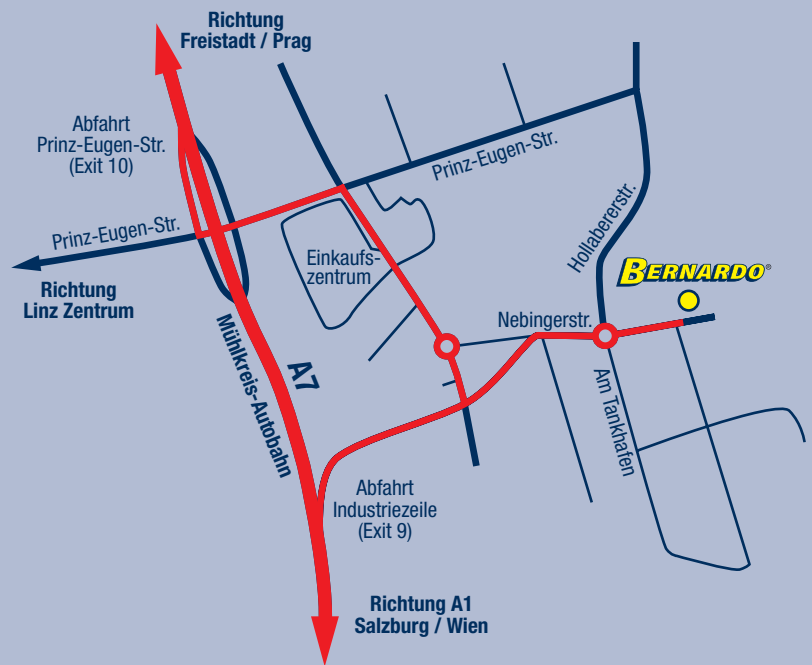 Richtung
Freistadt / Prag
Abfahrt
Prinz-Eugen-Str.
(Exit 10)
Prinz-Eugen-Str.
Prinz-Eugen-Str.
Hollabererstr.
Einkaufs-
zentrum
BERNARDO®
Richtung
Linz Zentrum
Nebingerstr.
Mühlkreis-Autobahn
A7
Am Tankhafen
Abfahrt
Industriezeile
(Exit 9)
Richtung A1
Salzburg / Wien